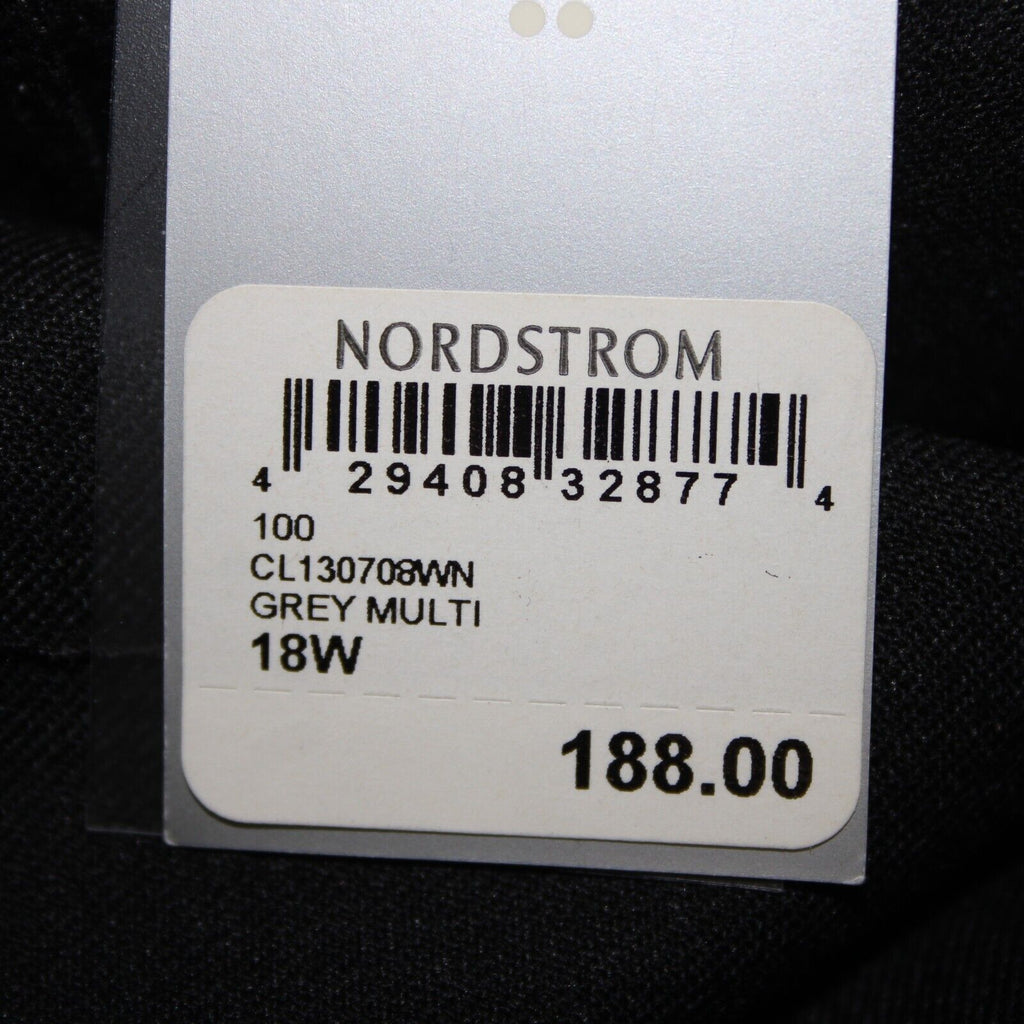 NORDSTROM
4 29408 32877 4
100
CL130708WN
GREY MULTI
18W
188.00